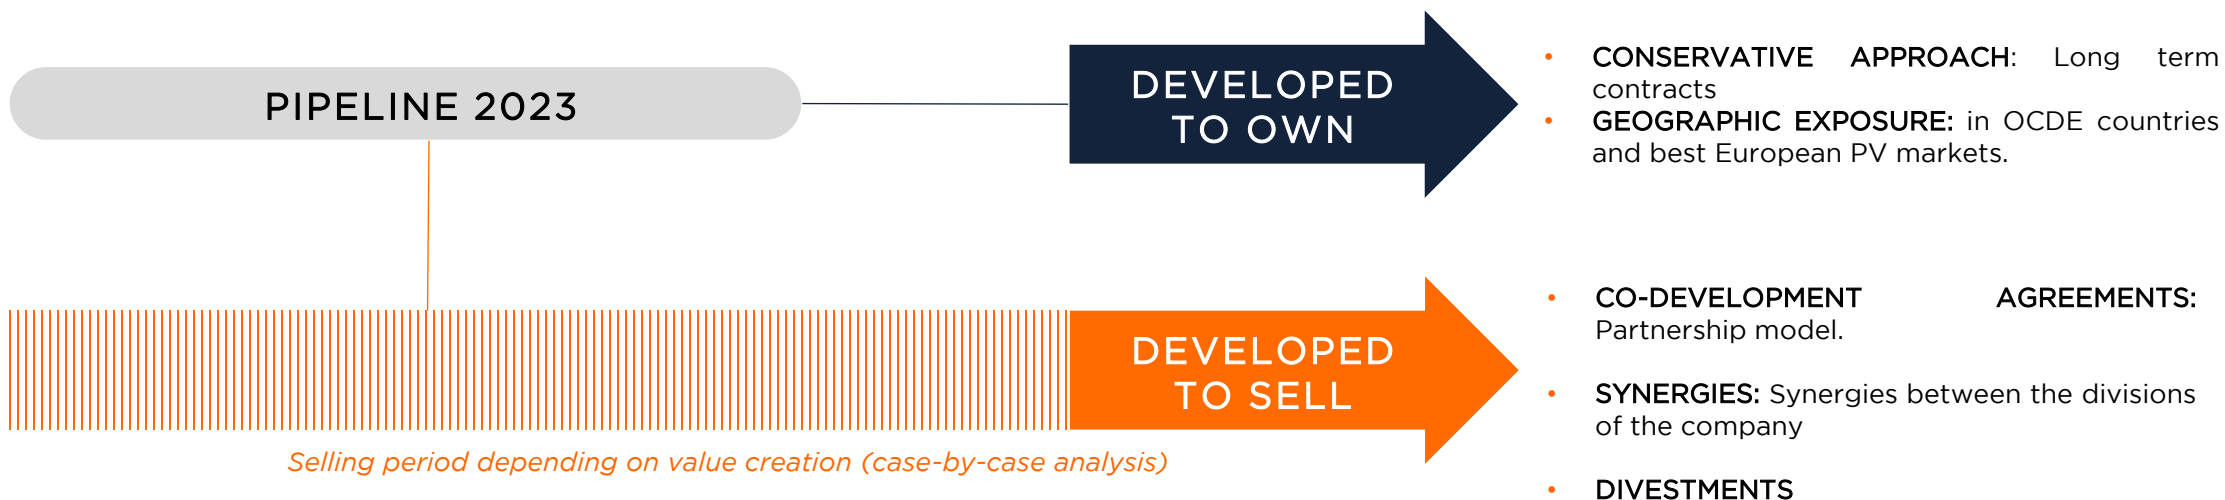 PIPELINE 2023
DEVELOPED
TO OWN
• CONSERVATIVE APPROACH: Long term
contracts
• GEOGRAPHIC EXPOSURE: in OCDE countries
and best European PV markets.
DEVELOPED
TO SELL
Selling period depending on value creation (case-by-case analysis)
• CO-DEVELOPMENT AGREEMENTS:
Partnership model.
• SYNERGIES: Synergies between the divisions
of the company
• DIVESTMENTS